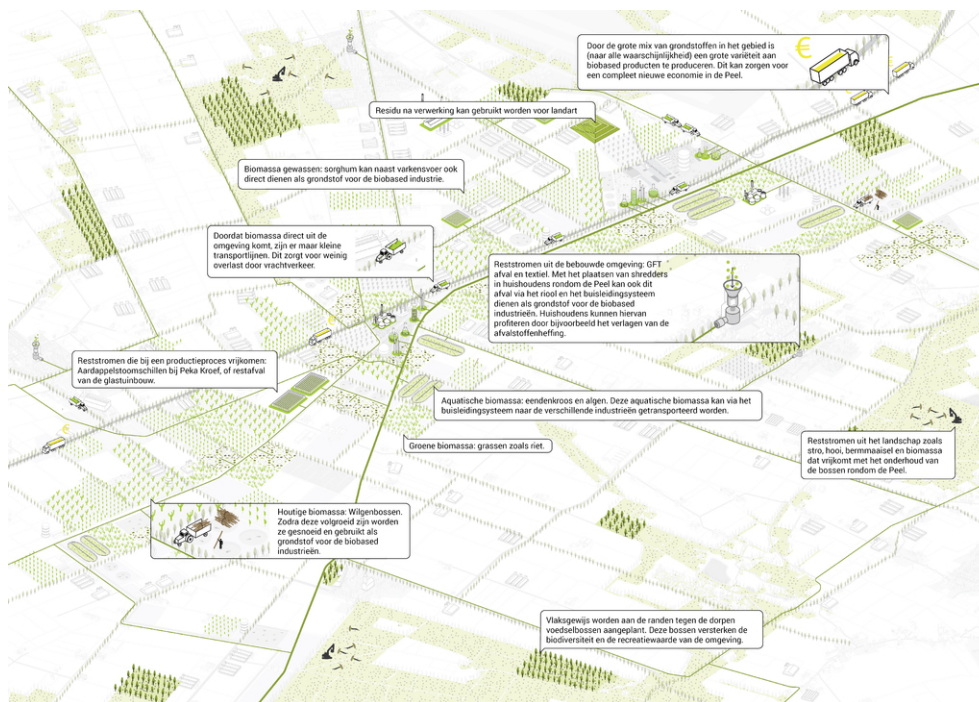 Door de grote mix van grondstoffen in het gebied is
(naar alle waarschijnlijkheid) een grote variëteit aan
biobased producten te produceren. Dit kan zorgen voor
een compleet nieuwe economie in de Peel.
Residu na verwerking kan gebruikt worden voor landart
Biomassa gewassen: sorghum kan naast varkensvoer ook
direct dienen als grondstof voor de biobased industrie.
Doordat biomassa direct uit de
omgeving komt, zijn er maar kleine
transportlijnen. Dit zorgt voor weinig
overlast door vrachtverkeer.
Reststromen uit de bebouwde omgeving: GFT
afval en textiel. Met het plaatsen van shredders
in huishoudens rondom de Peel kan ook dit
afval via het riool en het buisleidingsysteem
dienen als grondstof voor de biobased
industrieën. Huishoudens kunnen hiervan
profiteren door bijvoorbeeld het verlagen van de
afvalstoffenheffing.
Reststromen die bij een productieproces vrijkomen:
Aardappelstoomschillen bij Peka Kroef, of restafval
van de glastuinbouw.
Aquatische biomassa: eendenkroos en algen. Deze aquatische biomassa kan via het
buisleidingsysteem naar de verschillende industrieën getransporteerd worden.
Groene biomassa: grassen zoals riet.
Reststromen uit het landschap zoals
stro, hooi, bermmaaisel en biomassa
dat vrijkomt met het onderhoud van
de bossen rondom de Peel.
Houtige biomassa: Wilgenbossen.
Zodra deze volgroeid zijn worden
ze gesnoeid en gebruikt als
grondstof voor de biobased
industrieën.
Vlaksgewijs worden aan de randen tegen de dorpen
voedselbossen aangeplant. Deze bossen versterken de
biodiversiteit en de recreatiewaarde van de omgeving.